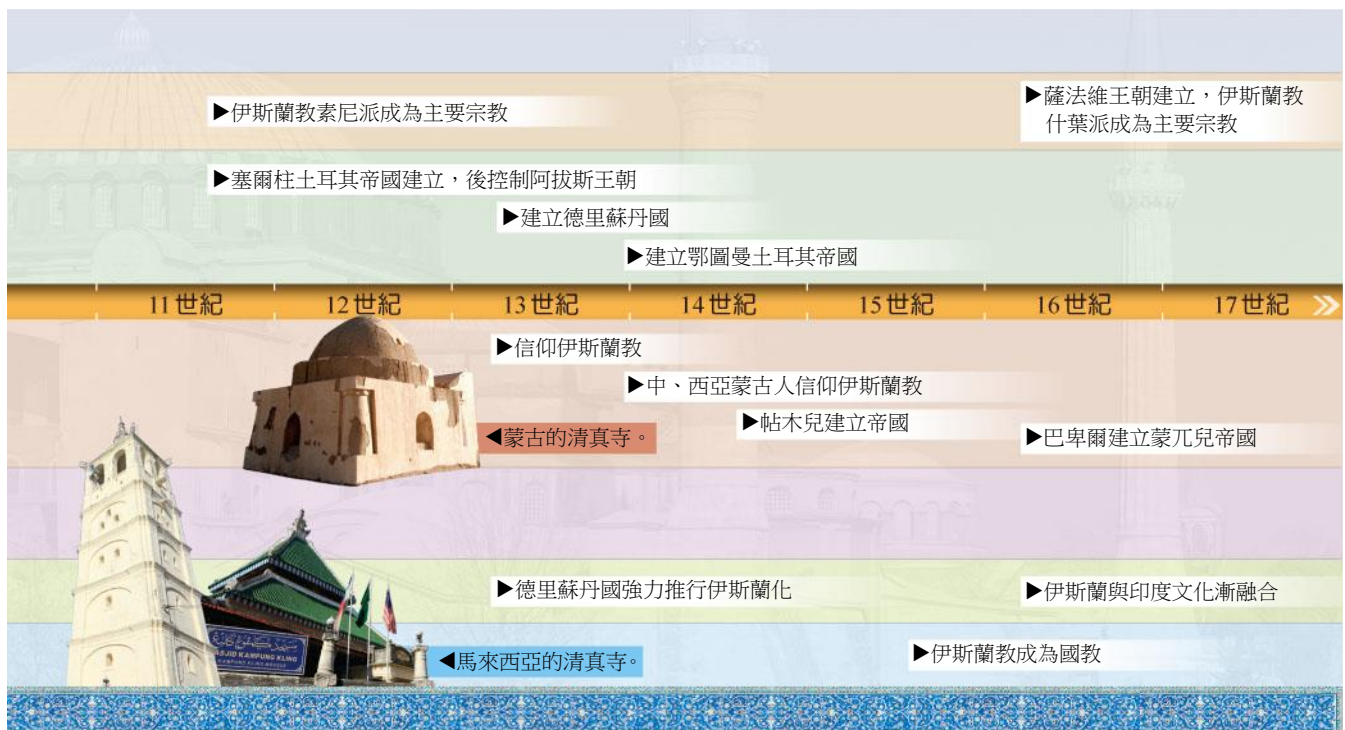 ▶伊斯蘭教素尼派成為主要宗教
▶薩法維王朝建立，伊斯蘭教
什葉派成為主要宗教
▶塞爾柱土耳其帝國建立，後控制阿拔斯王朝
▶建立德里蘇丹國
▶建立鄂圖曼土耳其帝國
11世紀 12世紀 13世紀 14世紀 15世紀 16世紀 17世紀
▶信仰伊斯蘭教
▶中、西亞蒙古人信仰伊斯蘭教
▶帖木兒建立帝國
◀蒙古的清真寺。
▶巴卑爾建立蒙兀兒帝國
▶德里蘇丹國強力推行伊斯蘭化
▶伊斯蘭與印度文化漸融合
MASJID KAMPUNG KLING
KAMPUNG KLING MOSQUE
◀馬來西亞的清真寺。
▶伊斯蘭教成為國教